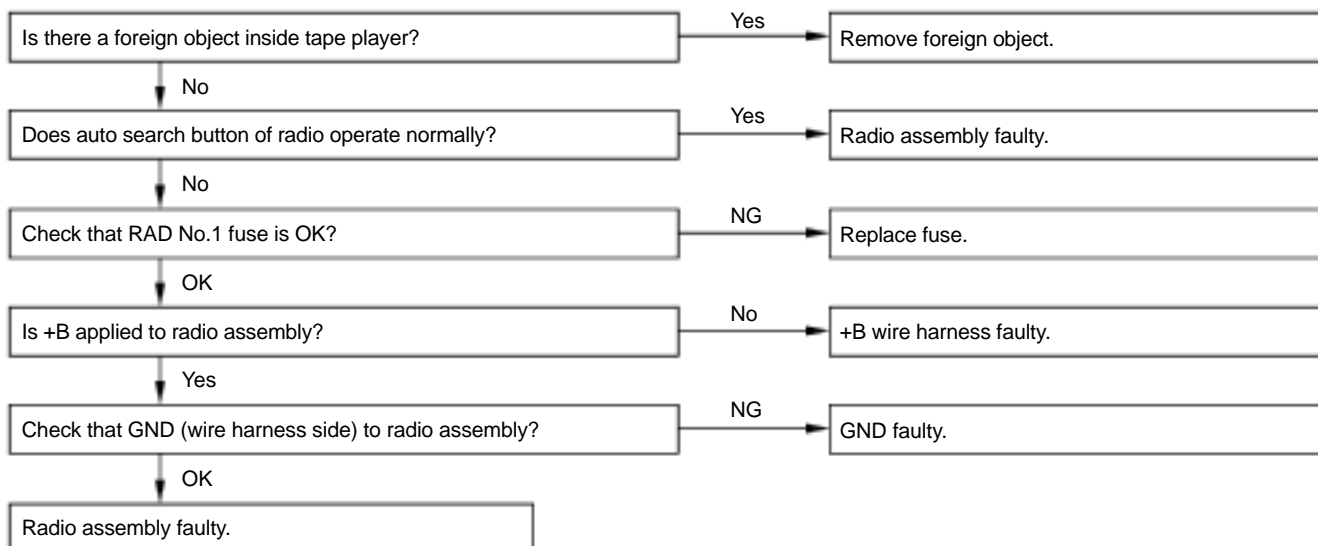 Is there a foreign object inside tape player?
Yes
Remove foreign object.
No
Does auto search button of radio operate normally?
Yes
Radio assembly faulty.
No
Check that RAD No.1 fuse is OK?
NG
Replace fuse.
OK
Is +B applied to radio assembly?
No
+B wire harness faulty.
Yes
Check that GND (wire harness side) to radio assembly?
NG
GND faulty.
OK
Radio assembly faulty.